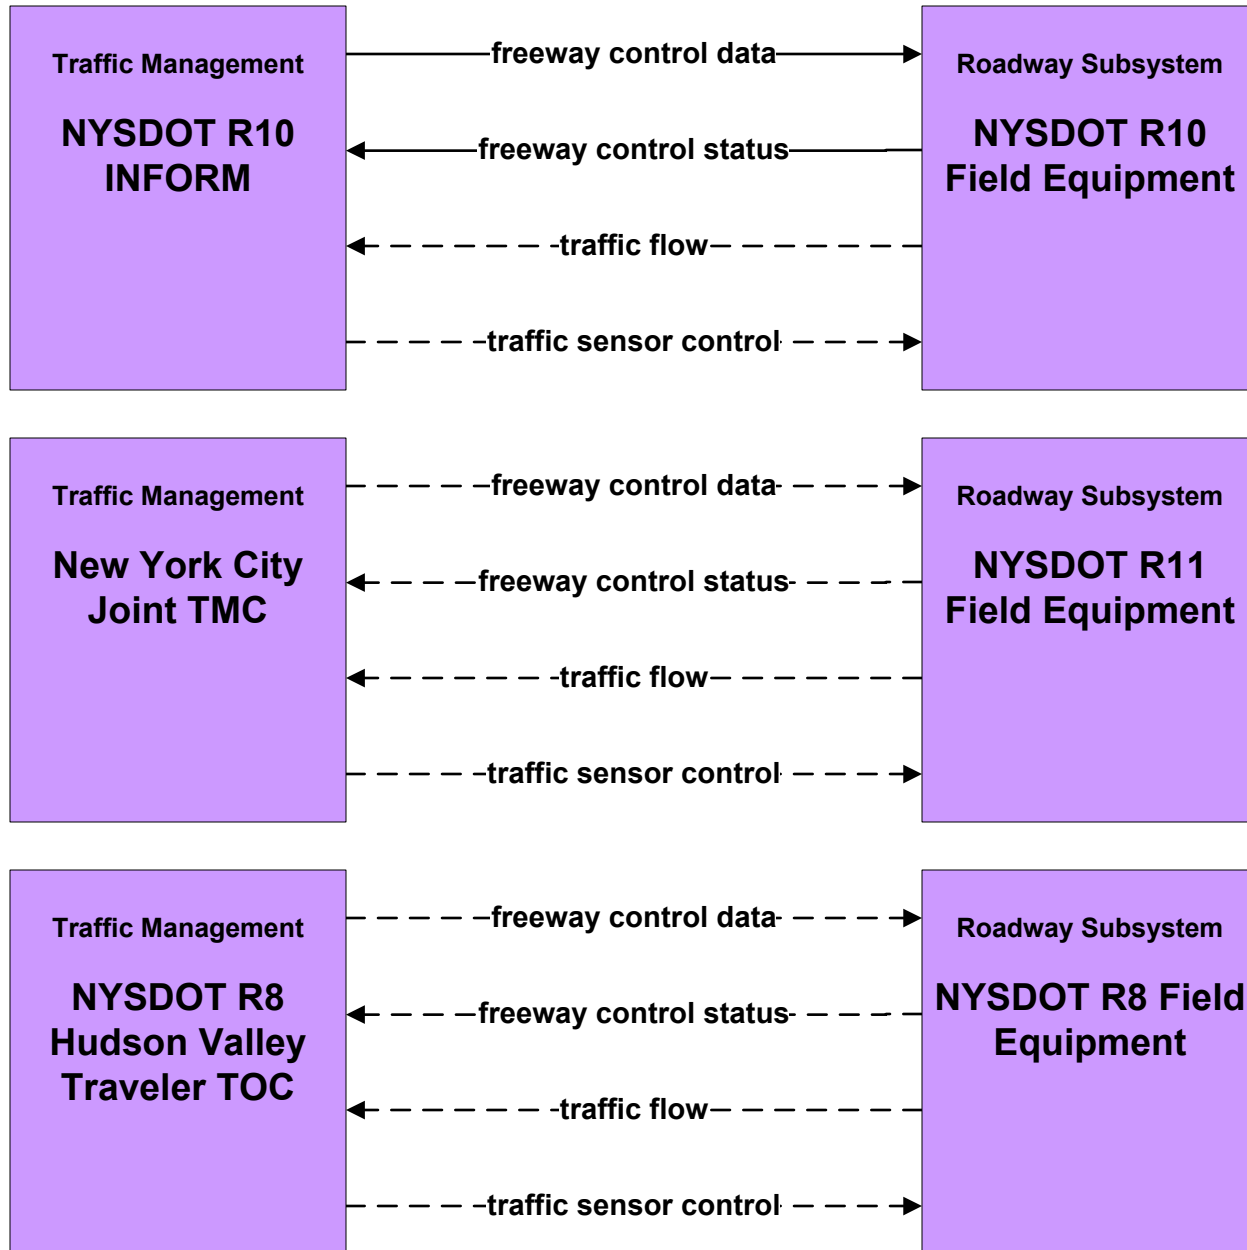 Traffic Management
NYSDOT R10
INFORM
freeway control data
freeway control status
traffic flow
traffic sensor control
Roadway Subsystem
NYSDOT R10
Field Equipment
Traffic Management
New York City
Joint TMC
freeway control data
freeway control status
traffic flow
traffic sensor control
Roadway Subsystem
NYSDOT R11
Field Equipment
Traffic Management
NYSDOT R8
Hudson Valley
Traveler TOC
freeway control data
freeway control status
traffic flow
traffic sensor control
Roadway Subsystem
NYSDOT R8 Field
Equipment